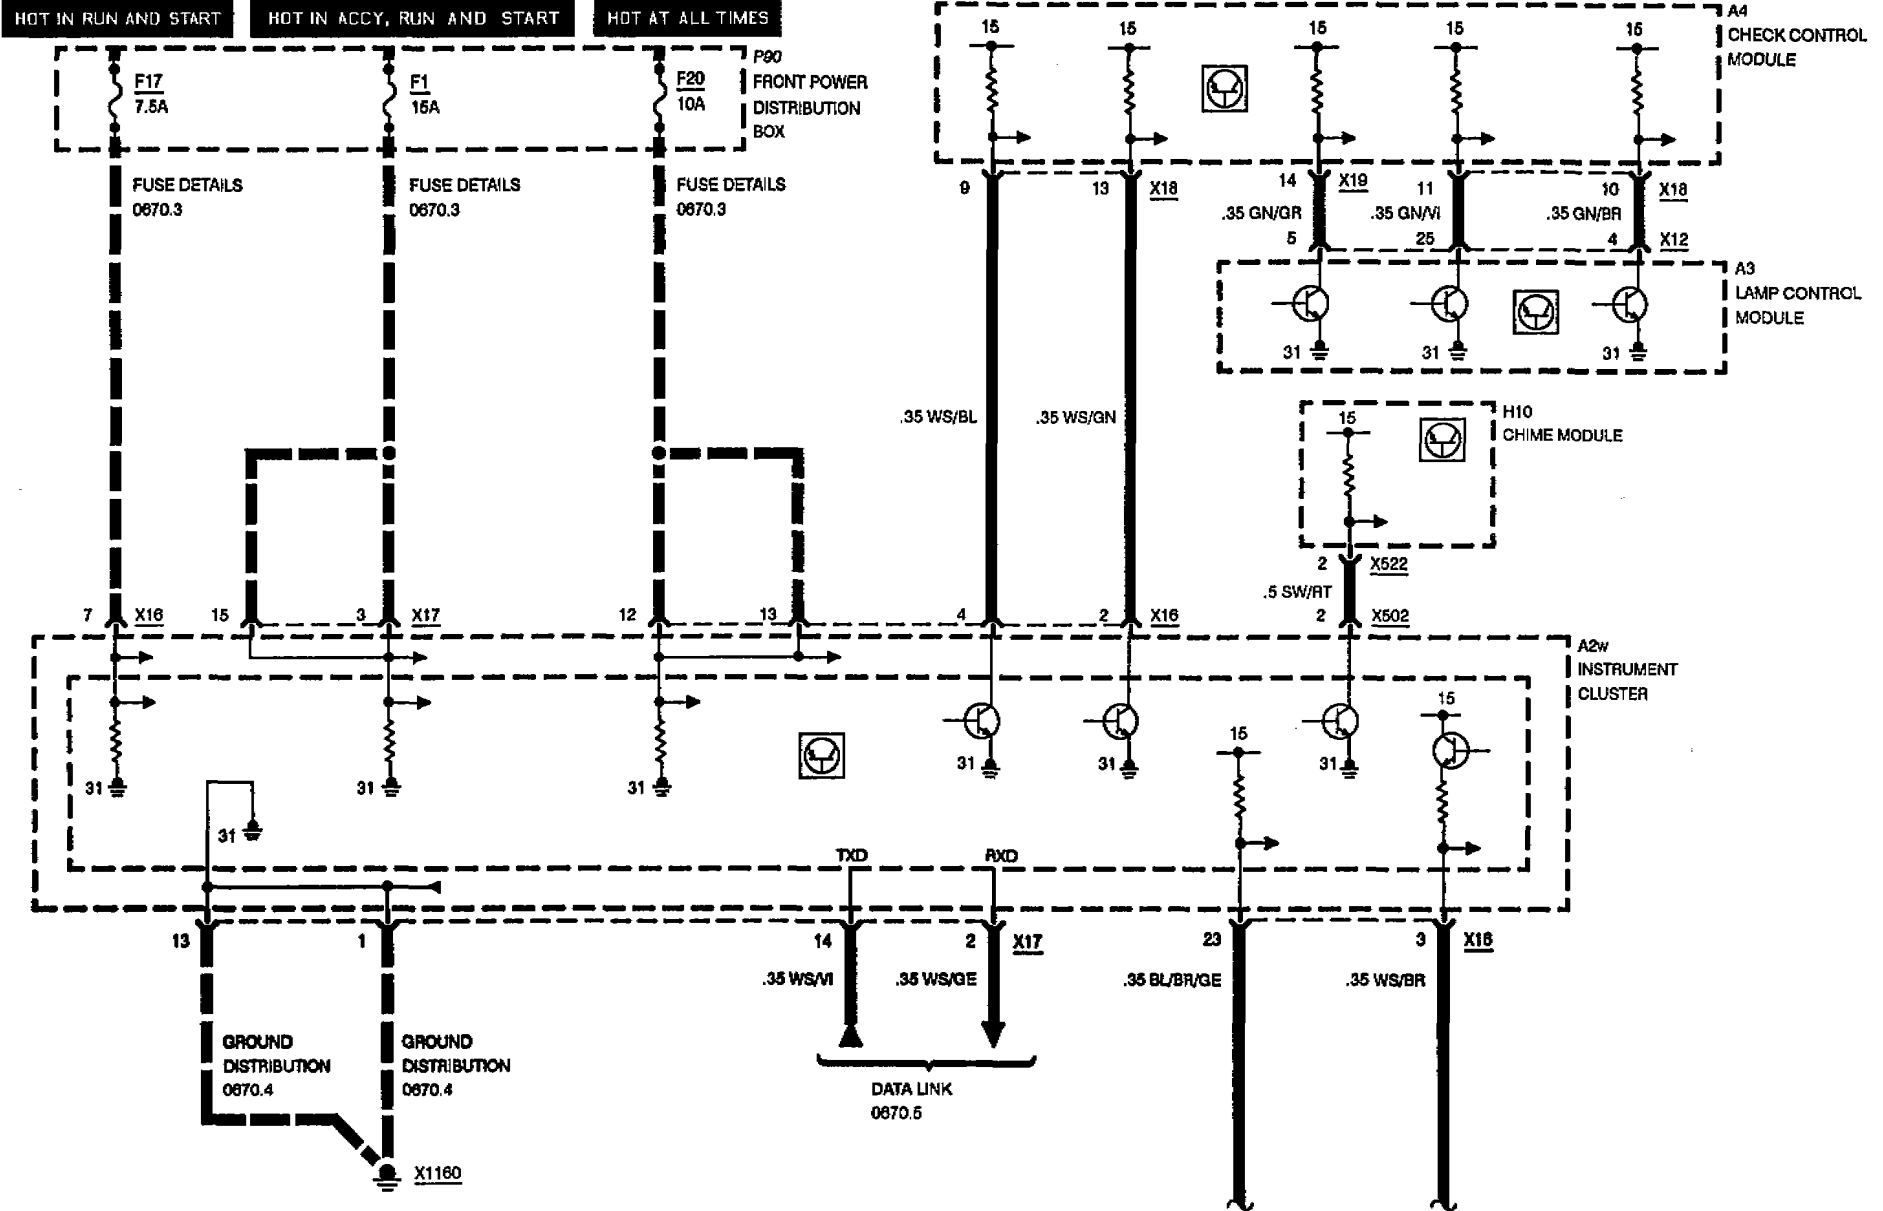 HOT IN RUN AND START
HOT IN ACCY, RUN AND START
HOT AT ALL TIMES
P90
FRONT POWER
DISTRIBUTION
BOX
F17
7.5A
F1
15A
F20
10A
FUSE DETAILS
0670.3
FUSE DETAILS
0670.3
FUSE DETAILS
0670.3
A4
CHECK CONTROL
MODULE
15
15
15
15
15
9
13
X18
14
X19
11
10
X18
.35 GN/GR
.35 GN/VI
.35 GN/BR
5
25
4
X12
A3
LAMP CONTROL
MODULE
31
31
31
.35 WS/BL
.35 WS/GN
H10
CHIME MODULE
15
2
X522
.5 SW/RT
2
X502
7
X16
15
3
X17
12
13
4
2
X16
A2w
INSTRUMENT
CLUSTER
31
31
31
31
31
31
15
15
31
TXD
RXD
13
1
14
2
X17
23
3
X16
.35 WS/VI
.35 WS/GE
.35 BL/BR/GE
.35 WS/BR
GROUND
DISTRIBUTION
0670.4
GROUND
DISTRIBUTION
0670.4
DATA LINK
0670.5
X1160